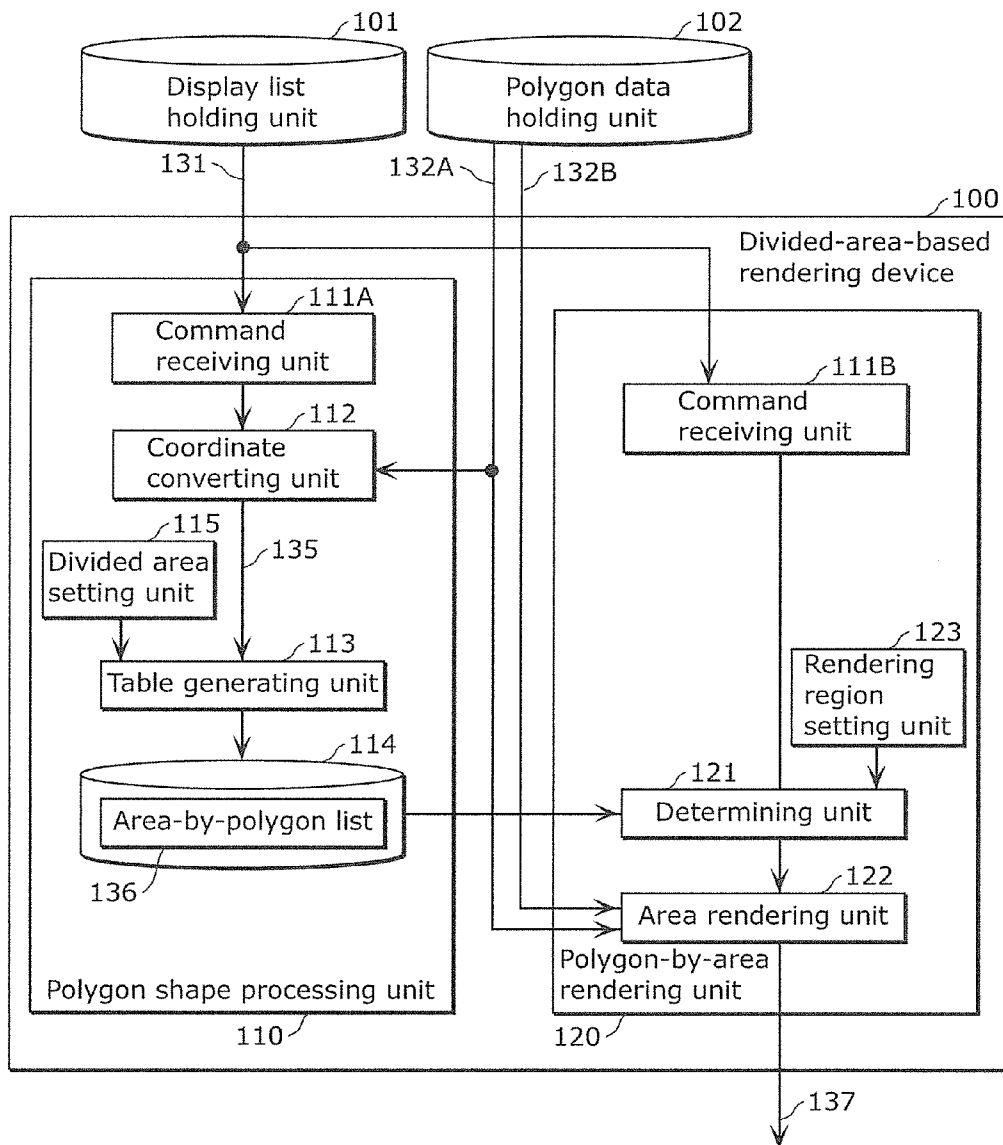 101
102
Display list
holding unit
Polygon data
holding unit
131
132A
132B
100
Divided-area-based
rendering device
111A
Command
receiving unit
111B
Command
receiving unit
112
Coordinate
converting unit
115
Divided area
setting unit
135
113
Table generating unit
123
Rendering
region
setting unit
114
Area-by-polygon list
136
121
Determining unit
122
Area rendering unit
Polygon shape processing unit
110
Polygon-by-area
rendering unit
120
137